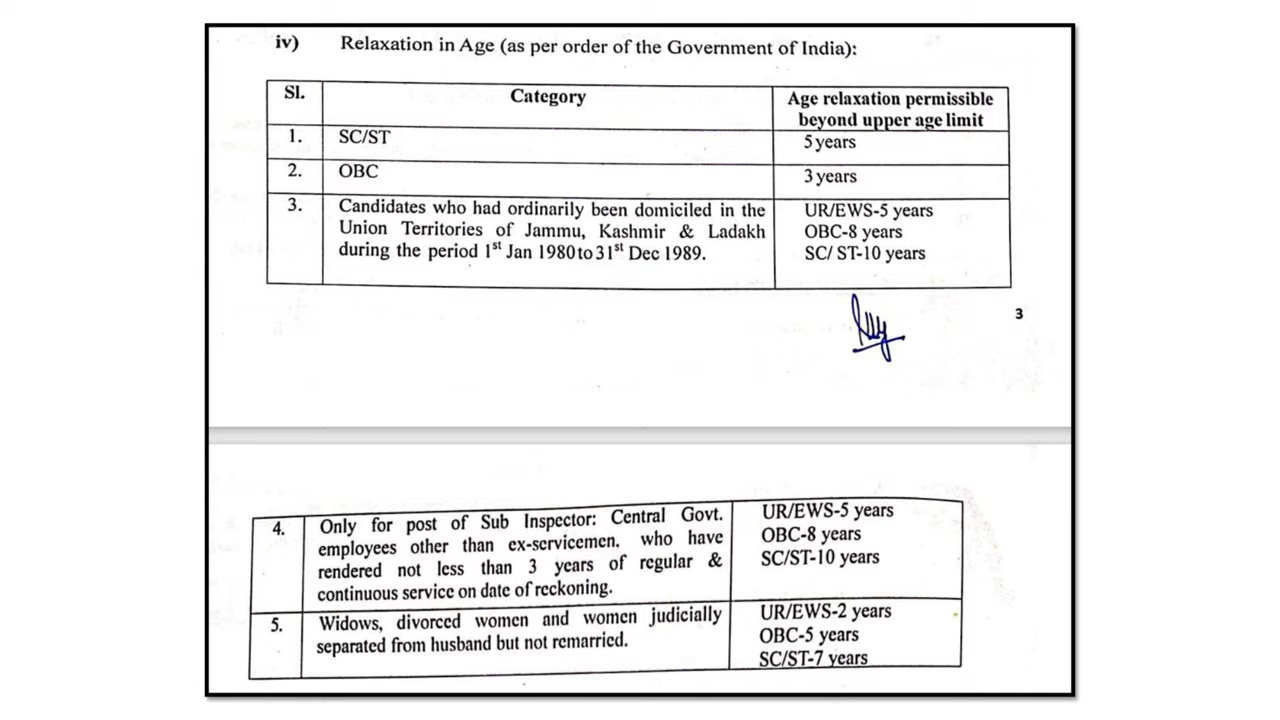 iv) Relaxation in Age (as per order of the Government of India):
Sl. Category Age relaxation permissible
beyond upper age limit
1. SC/ST 5 years
2. OBC 3 years
3. Candidates who had ordinarily been domiciled in the UR/EWS-5 years
Union Territories of Jammu, Kashmir & Ladakh OBC-8 years
during the period 1st Jan 1980to31st Dec 1989. SC/ ST-10 years
3
4. Only for post of Sub Inspector: Central Govt. UR/EWS-5 years
employees other than ex-servicemen. who have OBC-8 years
rendered not less than 3 years of regular & SC/ST-10 years
continuous service on date of reckoning.
5. Widows, divorced women and women judicially UR/EWS-2 years
separated from husband but not remarried. OBC-5 years
SC/ST-7 years